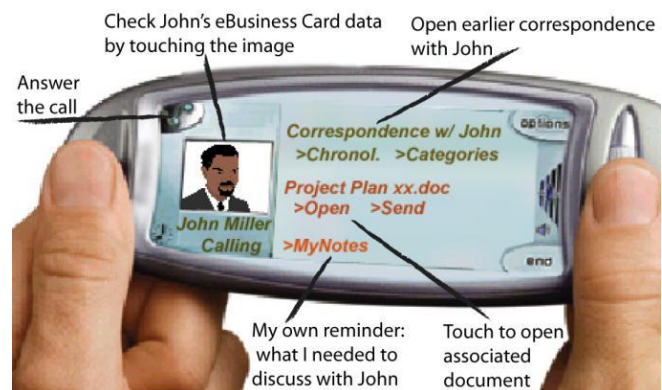 Check John's eBusiness Card data
by touching the image
Open earlier correspondence
with John
Answer
the call
options
Correspondence w/ John
>Chronol. >Categories
Project Plan xx.doc
>Open >Send
John Miller
Calling
>MyNotes
end
My own reminder:
what I needed to
discuss with John
Touch to open
associated
document